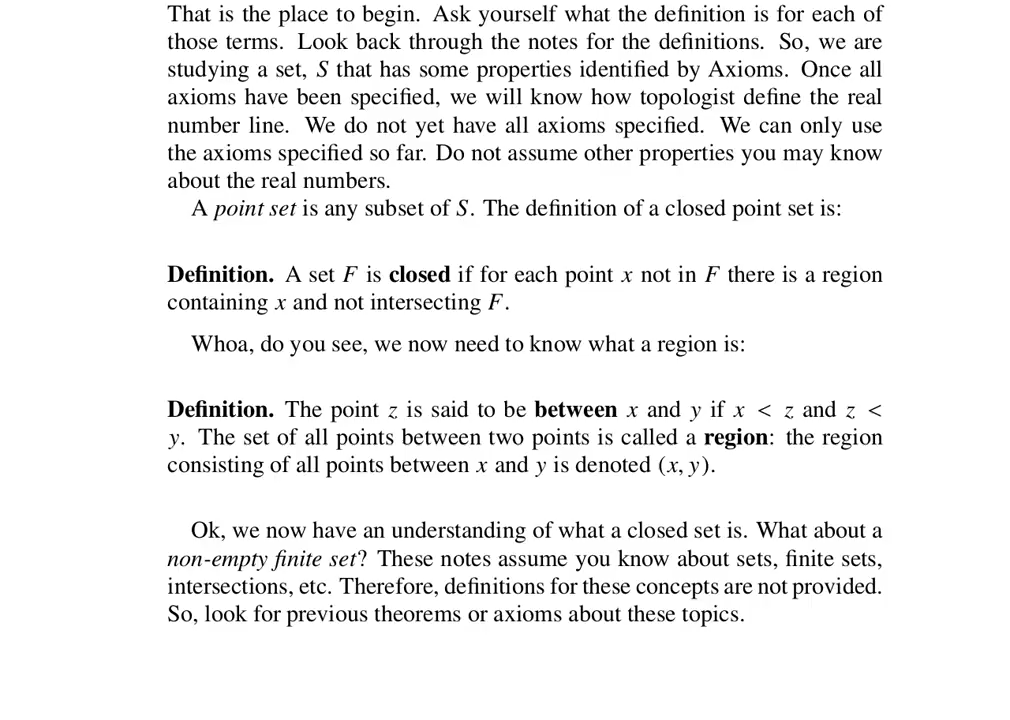 That is the place to begin. Ask yourself what the definition is for each of
those terms. Look back through the notes for the definitions. So, we are
studying a set, S that has some properties identified by Axioms. Once all
axioms have been specified, we will know how topologist define the real
number line. We do not yet have all axioms specified. We can only use
the axioms specified so far. Do not assume other properties you may know
about the real numbers.
A point set is any subset of S. The definition of a closed point set is:
Definition. A set F is closed if for each point x not in F there is a region
containing x and not intersecting F.
Whoa, do you see, we now need to know what a region is:
Definition. The point z is said to be between x and y if x < z and z <
y. The set of all points between two points is called a region: the region
consisting of all points between x and y is denoted (x, y).
Ok, we now have an understanding of what a closed set is. What about a
non-empty finite set? These notes assume you know about sets, finite sets,
intersections, etc. Therefore, definitions for these concepts are not provided.
So, look for previous theorems or axioms about these topics.